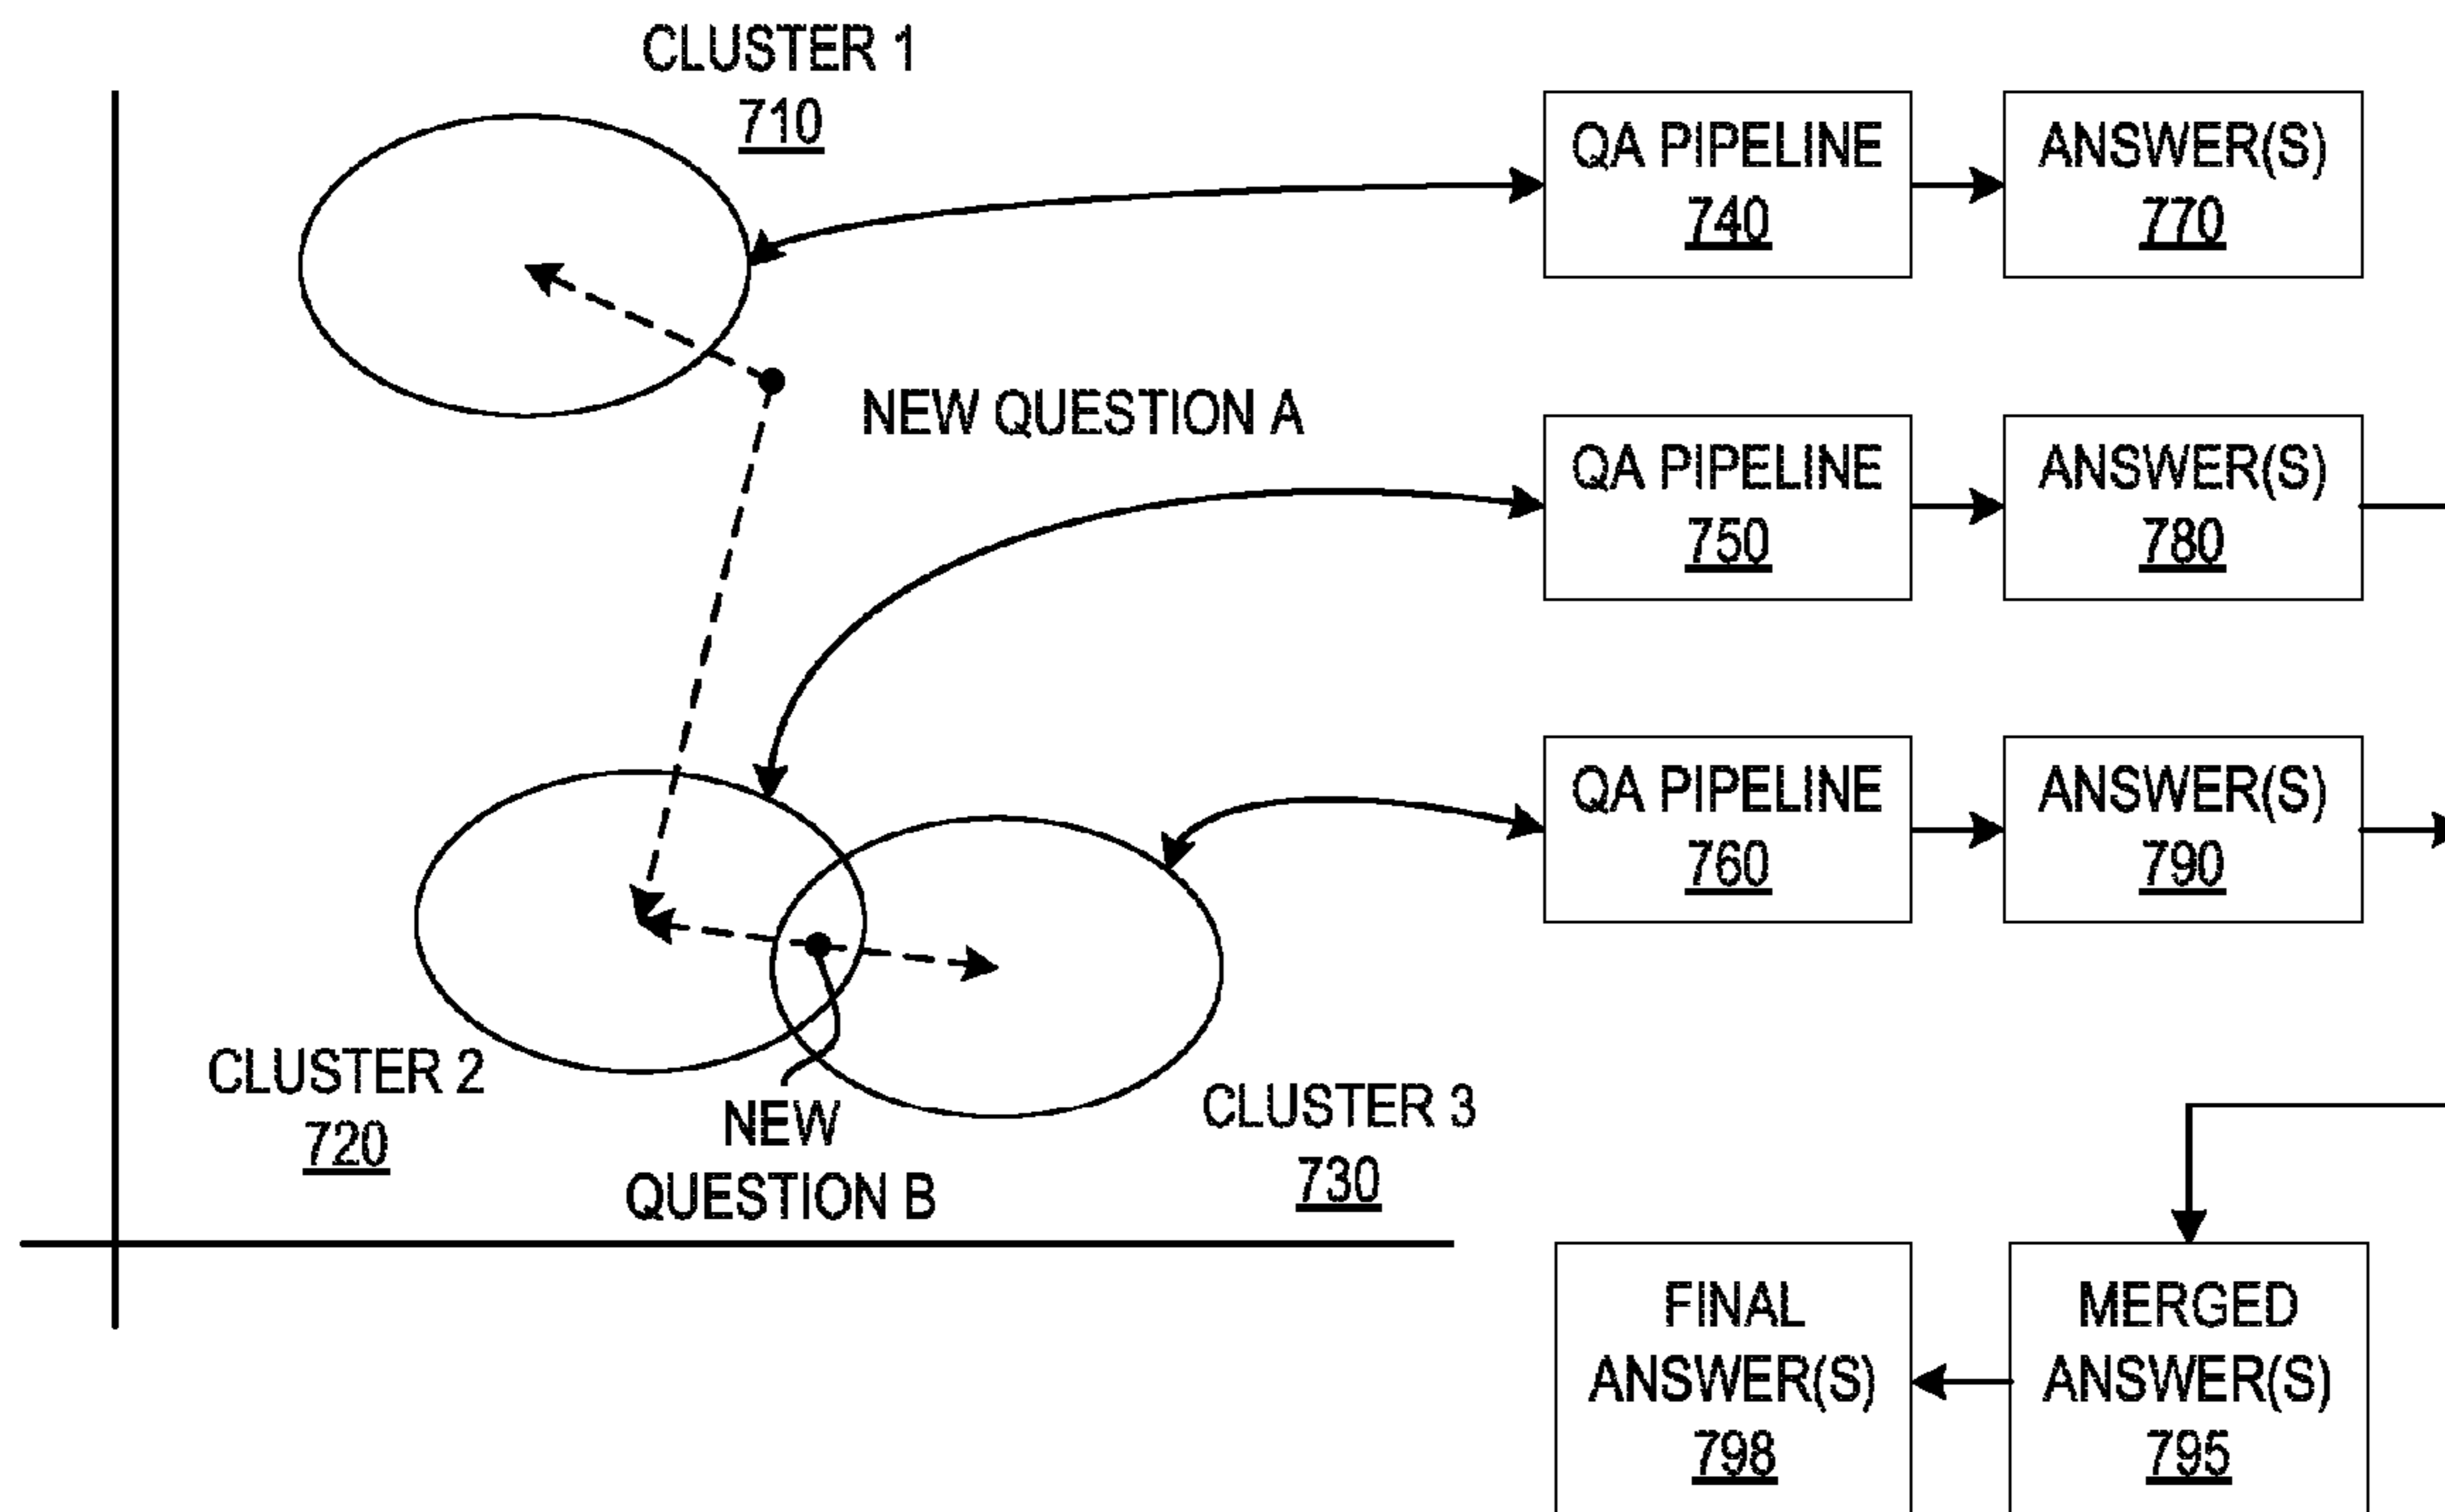 CLUSTER 1
710
QA PIPELINE
740
ANSWER(S)
770
NEW QUESTION A
QA PIPELINE
750
ANSWER(S)
780
QA PIPELINE
760
ANSWER(S)
790
CLUSTER 2
720
NEW
QUESTION B
CLUSTER 3
730
FINAL
ANSWER(S)
798
MERGED
ANSWER(S)
795